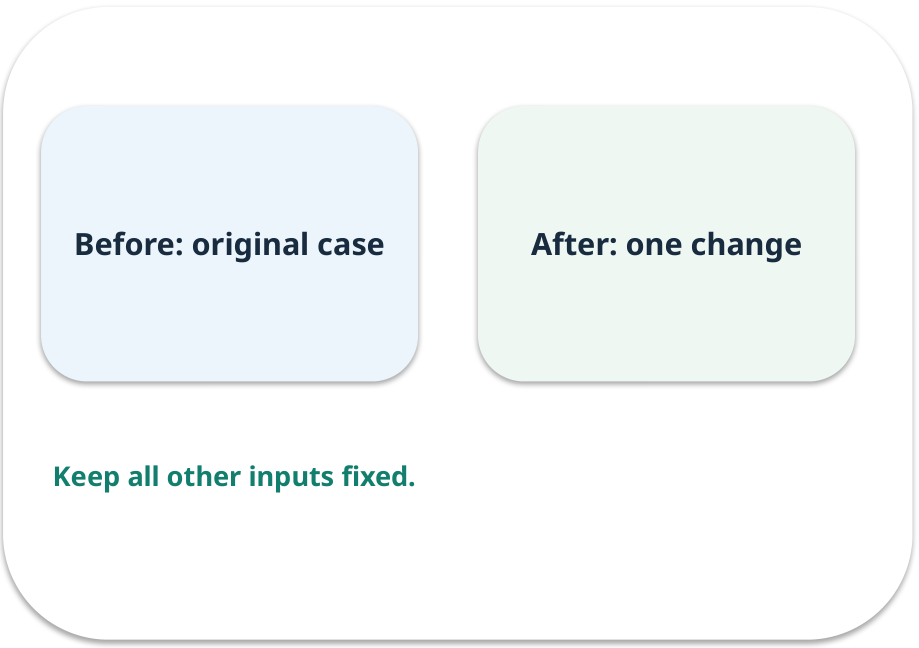 Before: original case
After: one change
Keep all other inputs fixed.